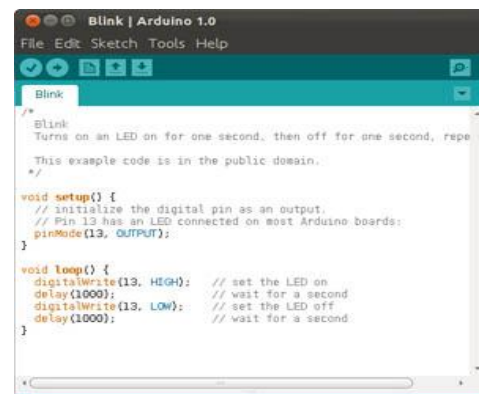 Blink | Arduino 1.0
File Edit Sketch Tools Help
Blink
/*
Blink
Turns on an LED on for one second, then off for one second, repe
This example code is in the public domain.
*/
void setup() {
// initialize the digital pin as an output.
// Pin 13 has an LED connected on most Arduino boards:
pinMode(13, OUTPUT);
}
void loop() {
digitalWrite(13, HIGH); // set the LED on
delay(1000); // wait for a second
digitalWrite(13, LOW); // set the LED off
delay(1000); // wait for a second
}